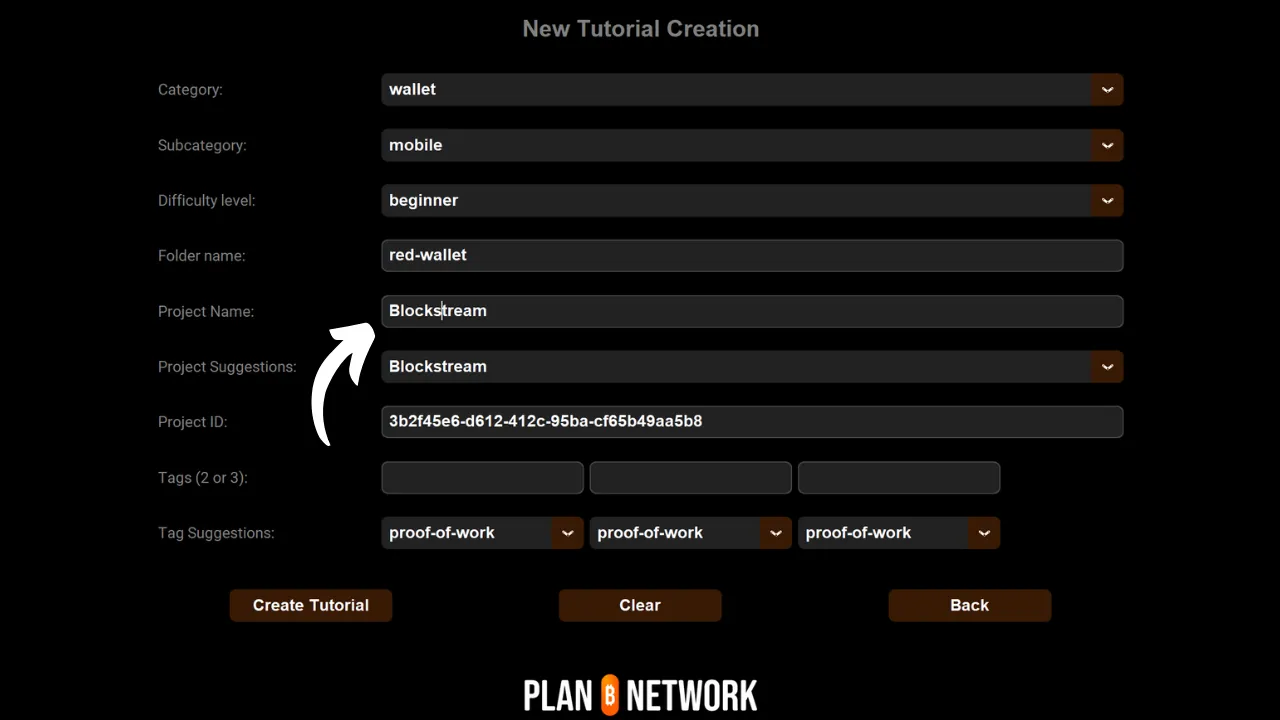 New Tutorial Creation
Category: wallet
Subcategory: mobile
Difficulty level: beginner
Folder name: red-wallet
Project Name: Blockstream
Project Suggestions: Blockstream
Project ID: 3b2f45e6-d612-412c-95ba-cf65b49aa5b8
Tags (2 or 3):
Tag Suggestions: proof-of-work proof-of-work proof-of-work
Create Tutorial Clear Back
PLAN ₿ NETWORK